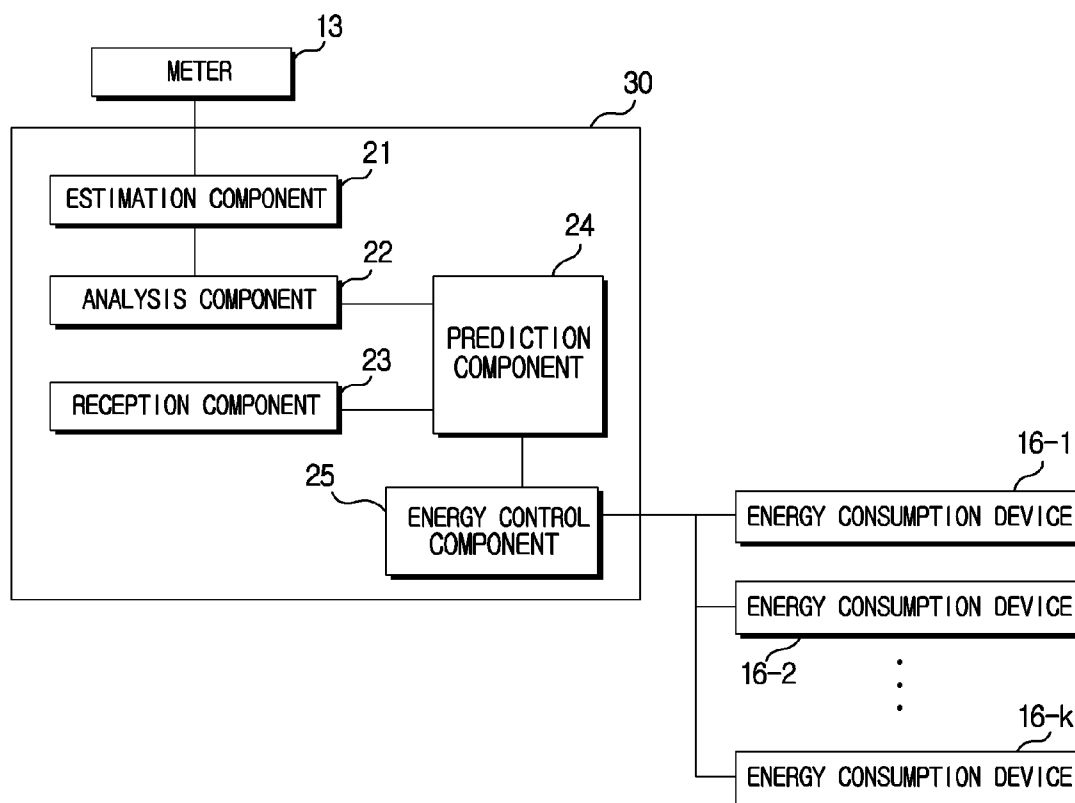 13
METER
30
21
ESTIMATION COMPONENT
22
ANALYSIS COMPONENT
24
PREDICTION
COMPONENT
23
RECEPTION COMPONENT
25
ENERGY CONTROL
COMPONENT
16-1
ENERGY CONSUMPTION DEVICE
ENERGY CONSUMPTION DEVICE
16-2
16-k
ENERGY CONSUMPTION DEVICE